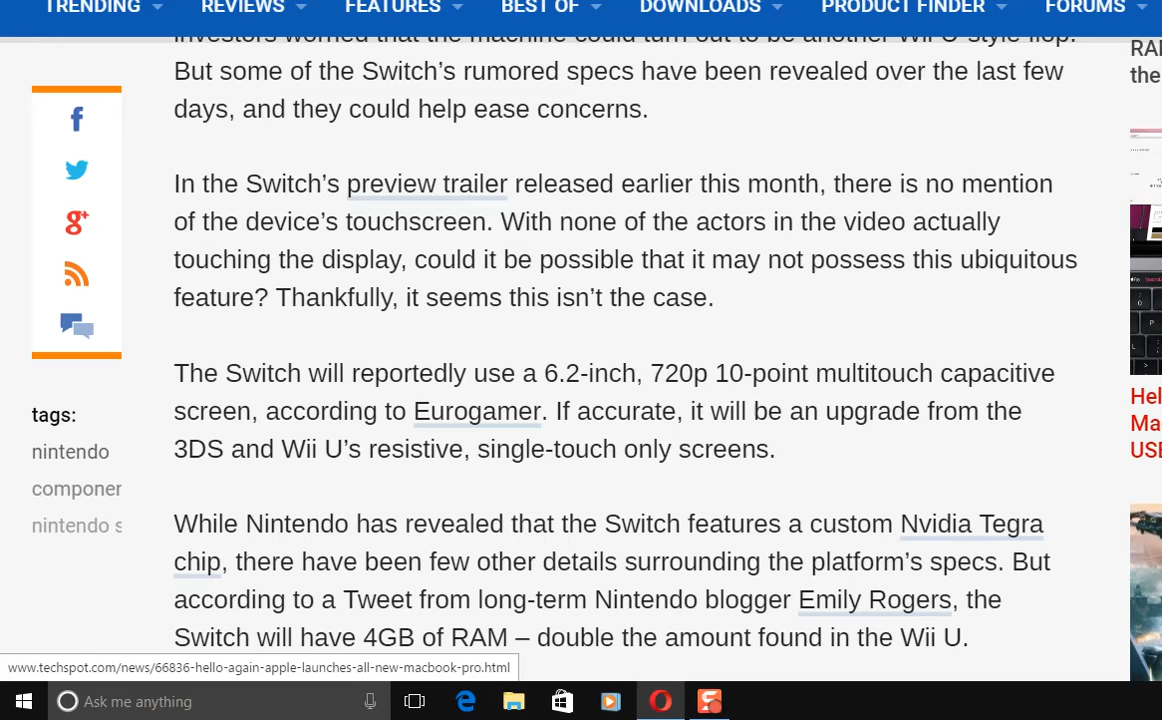 TRENDING REVIEWS FEATURES BEST OF DOWNLOADS PRODUCT FINDER FORUMS
investors worried that the machine could turn out to be another Wii U-style flop.
But some of the Switch's rumored specs have been revealed over the last few
days, and they could help ease concerns.
In the Switch's preview trailer released earlier this month, there is no mention
of the device's touchscreen. With none of the actors in the video actually
touching the display, could it be possible that it may not possess this ubiquitous
feature? Thankfully, it seems this isn't the case.
The Switch will reportedly use a 6.2-inch, 720p 10-point multitouch capacitive
screen, according to Eurogamer. If accurate, it will be an upgrade from the
3DS and Wii U's resistive, single-touch only screens.
While Nintendo has revealed that the Switch features a custom Nvidia Tegra
chip, there have been few other details surrounding the platform's specs. But
according to a Tweet from long-term Nintendo blogger Emily Rogers, the
Switch will have 4GB of RAM – double the amount found in the Wii U.
f
g+
tags:
nintendo
componer
nintendo s
RAI
the
Hel
Ma
USE
www.techspot.com/news/66836-hello-again-apple-launches-all-new-macbook-pro.html
Ask me anything